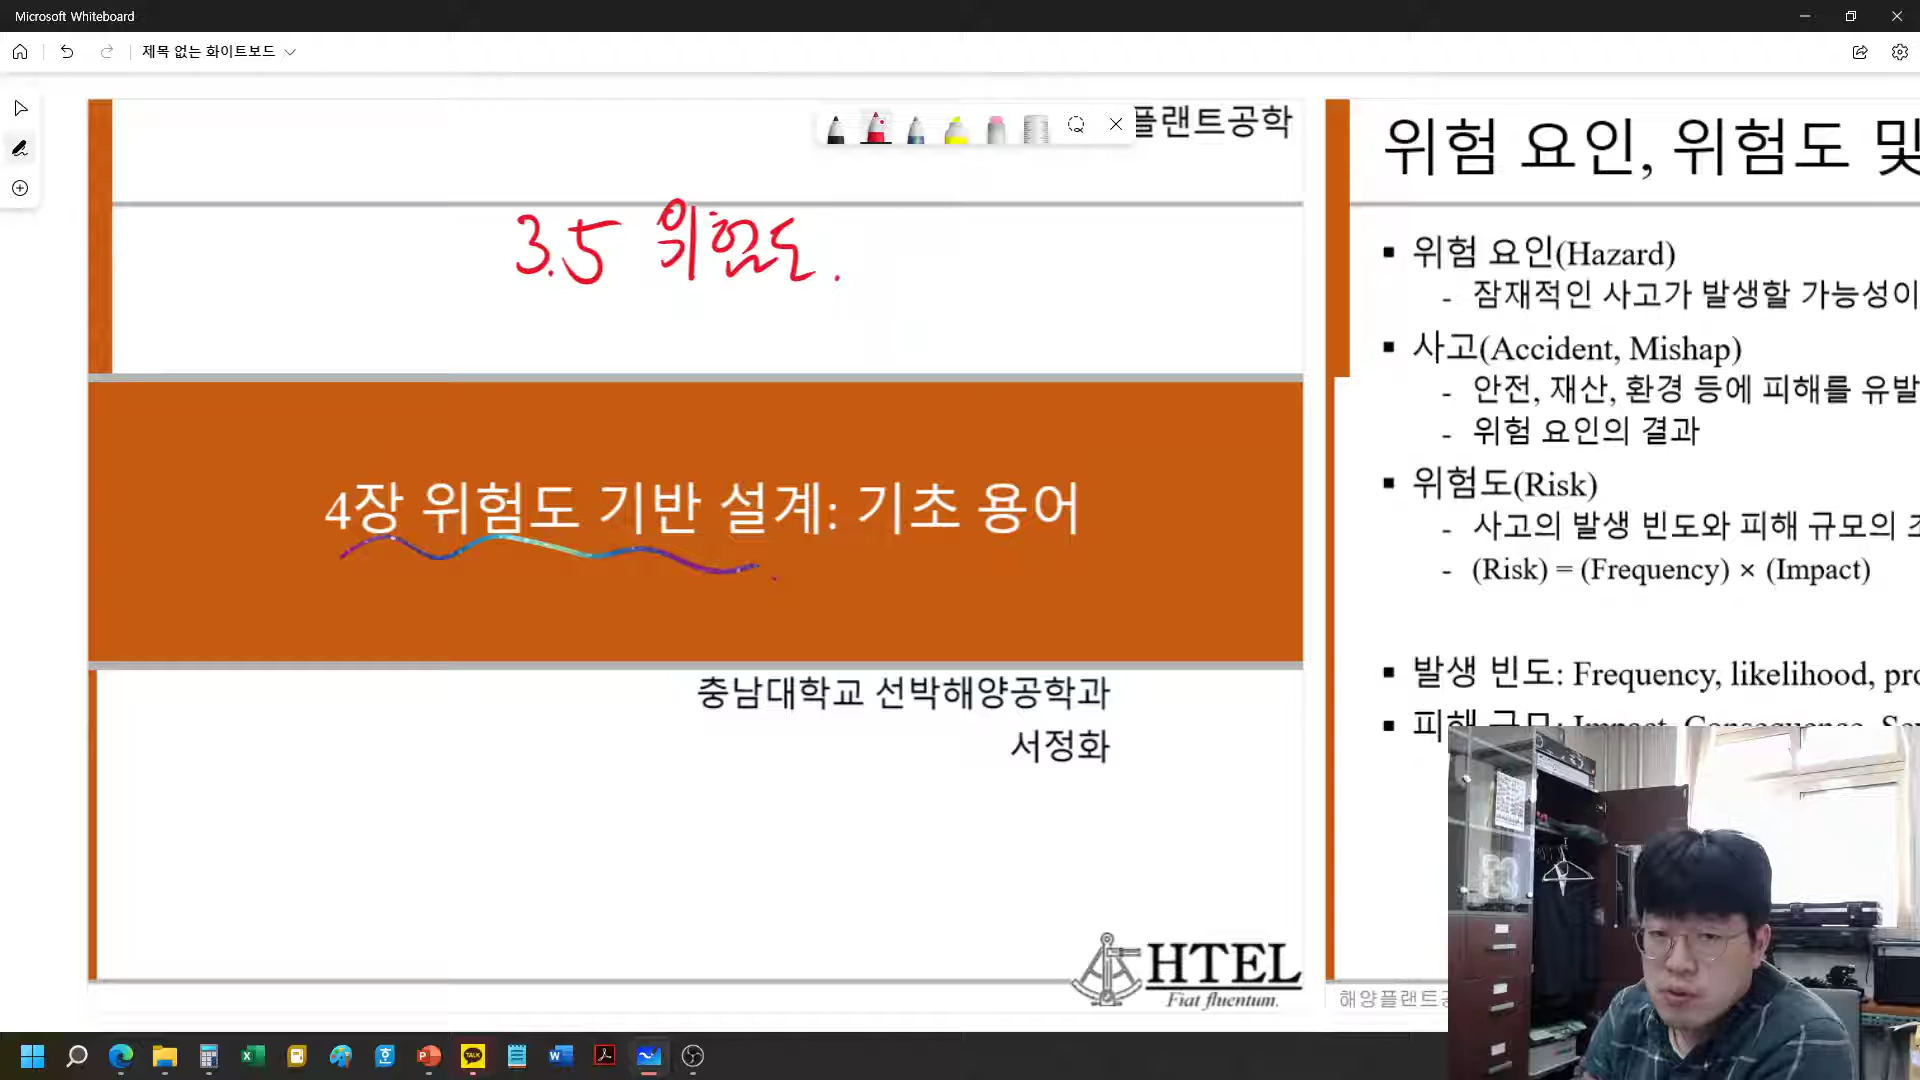 Microsoft Whiteboard
제목 없는 화이트보드
플랜트공학
3.5 위험도.
4장 위험도 기반 설계: 기초 용어
충남대학교 선박해양공학과
서정화
HTEL
Fiat fluentum.
위험 요인, 위험도 및
▪ 위험 요인(Hazard)
- 잠재적인 사고가 발생할 가능성이
▪ 사고(Accident, Mishap)
- 안전, 재산, 환경 등에 피해를 유발
- 위험 요인의 결과
▪ 위험도(Risk)
- 사고의 발생 빈도와 피해 규모의
- (Risk) = (Frequency) × (Impact)
▪ 발생 빈도: Frequency, likelihood,
▪ 피해 규모: Impact, Consequence,
해양플랜트
TALK